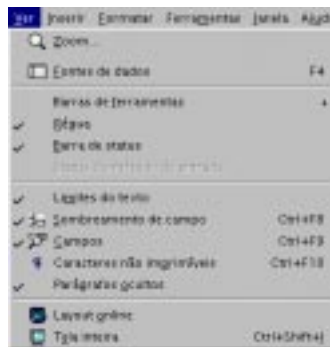 Ver Inserir Formatar Ferramentas Janela Ajud
Zoom...
Fontes de dados F4
Barras de ferramentas
Régua
Barra de status
Limites do texto
Sombreamento de campo Ctrl+F8
Campos Ctrl+F9
Caracteres não imprimíveis Ctrl+F10
Parágrafos ocultos
Layout online
Tela inteira Ctrl+Shift+J